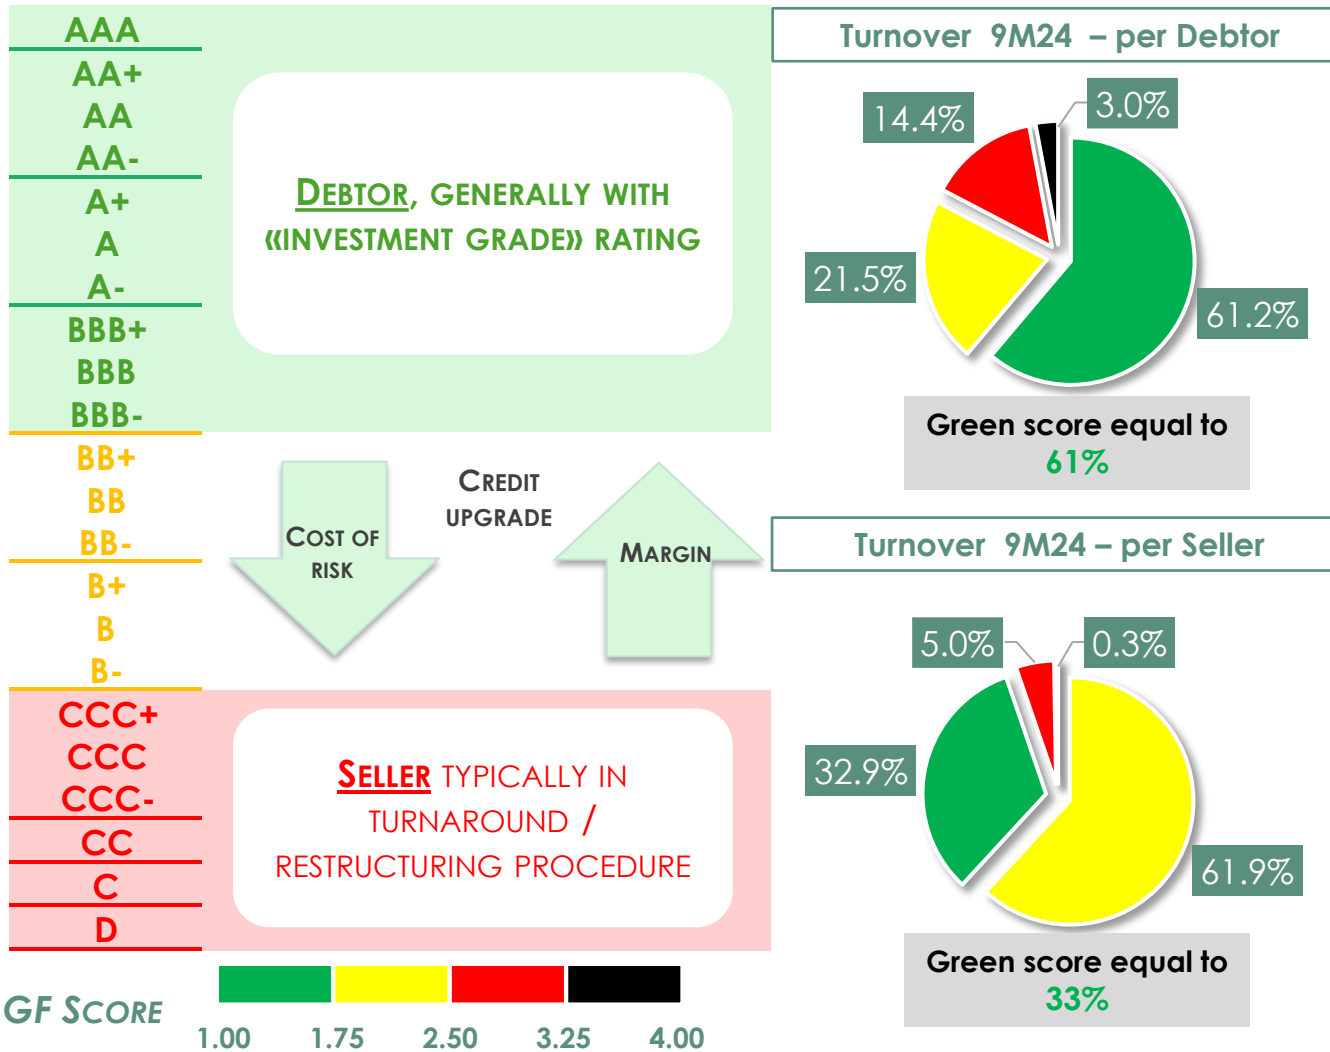 AAA
AA+
AA
AA-
A+
A
A-
BBB+
BBB
BBB-
BB+
BB
BB-
B+
B
B-
CCC+
CCC
CCC-
CC
C
D
DEBTOR, GENERALLY WITH
«INVESTMENT GRADE» RATING
COST OF
RISK
CREDIT
UPGRADE
MARGIN
SELLER TYPICALLY IN
TURNAROUND /
RESTRUCTURING PROCEDURE
GF SCORE
1.00 1.75 2.50 3.25 4.00
Turnover 9M24 – per Debtor
14.4%
3.0%
21.5%
61.2%
Green score equal to
61%
Turnover 9M24 – per Seller
5.0%
0.3%
32.9%
61.9%
Green score equal to
33%